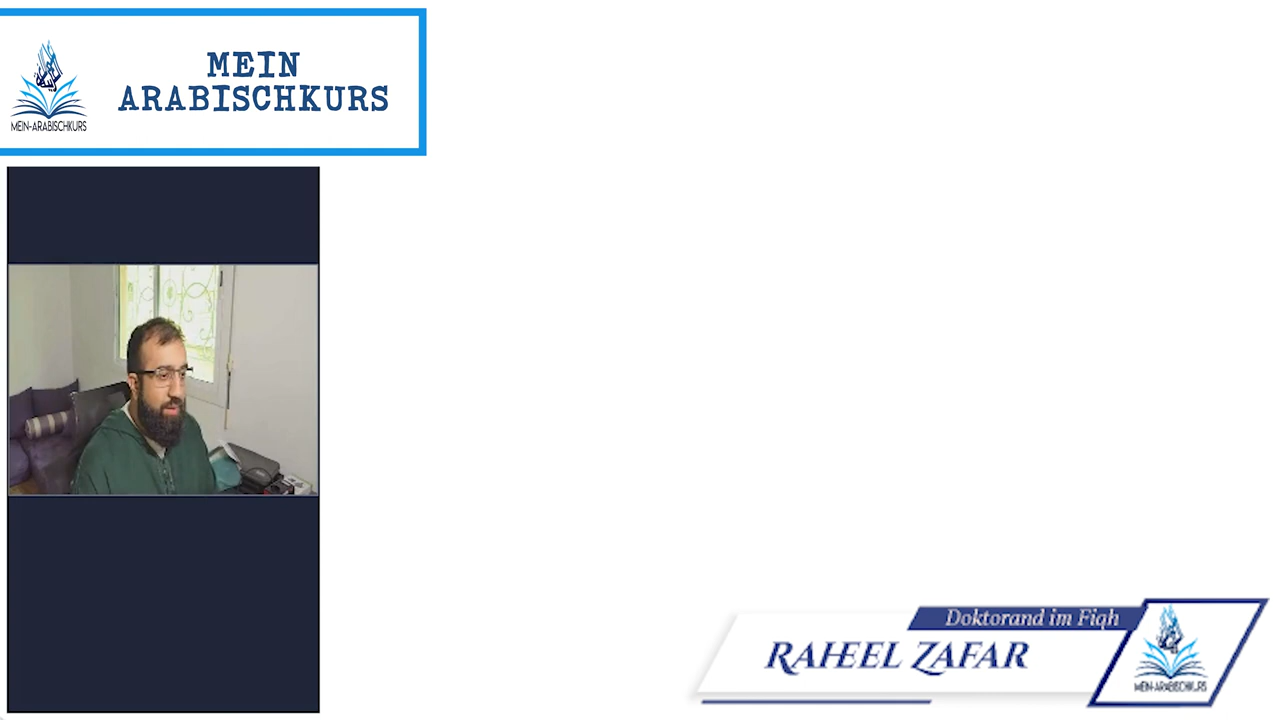 MEIN
ARABISCHKURS
MEIN-ARABISCHKURS
Doktorand im Fiqh
RAHEEL ZAFAR
MEIN-ARABISCHKURS